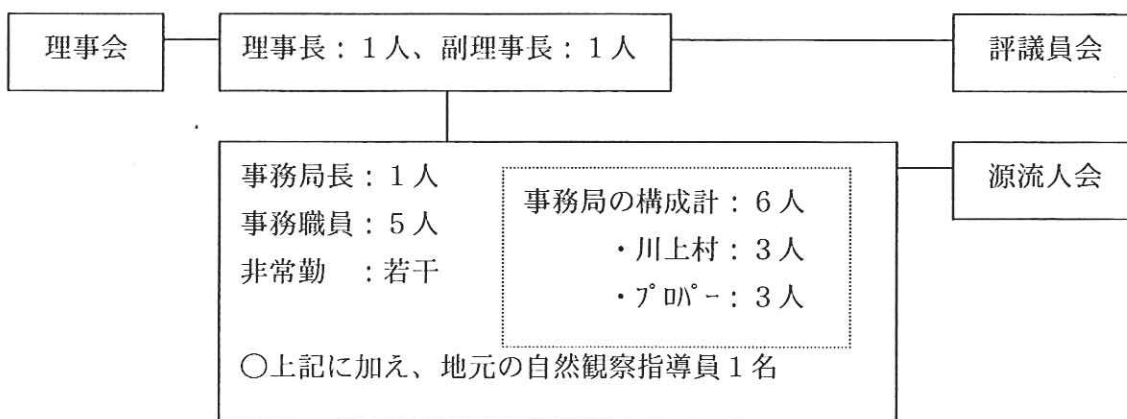 理事会
理事長：１人、副理事長：１人
評議員会
事務局長：１人
事務職員：５人
非常勤　：若干
事務局の構成計：６人
・川上村：３人
・ﾌﾟﾛﾊﾟｰ：３人
○上記に加え、地元の自然観察指導員１名
源流人会